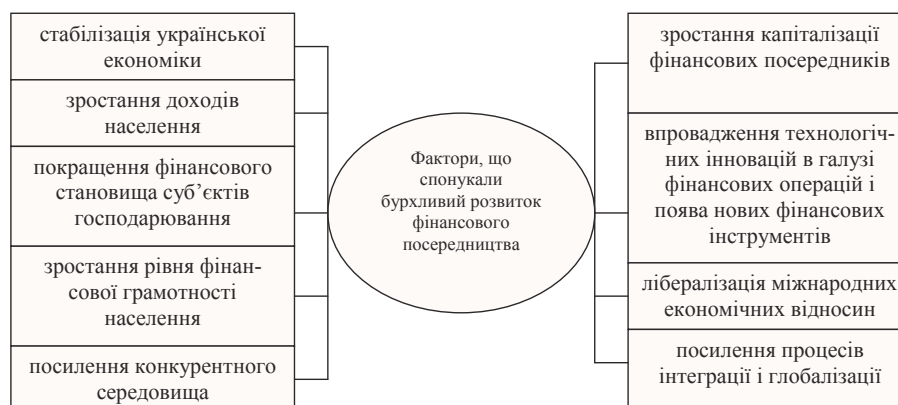 стабілізація української
економіки
зростання доходів
населення
покращення фінансового
становища суб’єктів
господарювання
зростання рівня фінан-
сової грамотності
населення
посилення конкурентного
середовища
Фактори, що
спонукали
бурхливий розвиток
фінансового
посередництва
зростання капіталізації
фінансових посередників
впровадження технологіч-
них інновацій в галузі
фінансових операцій і
поява нових фінансових
інструментів
лібералізація міжнародних
економічних відносин
посилення процесів
інтеграції і глобалізації